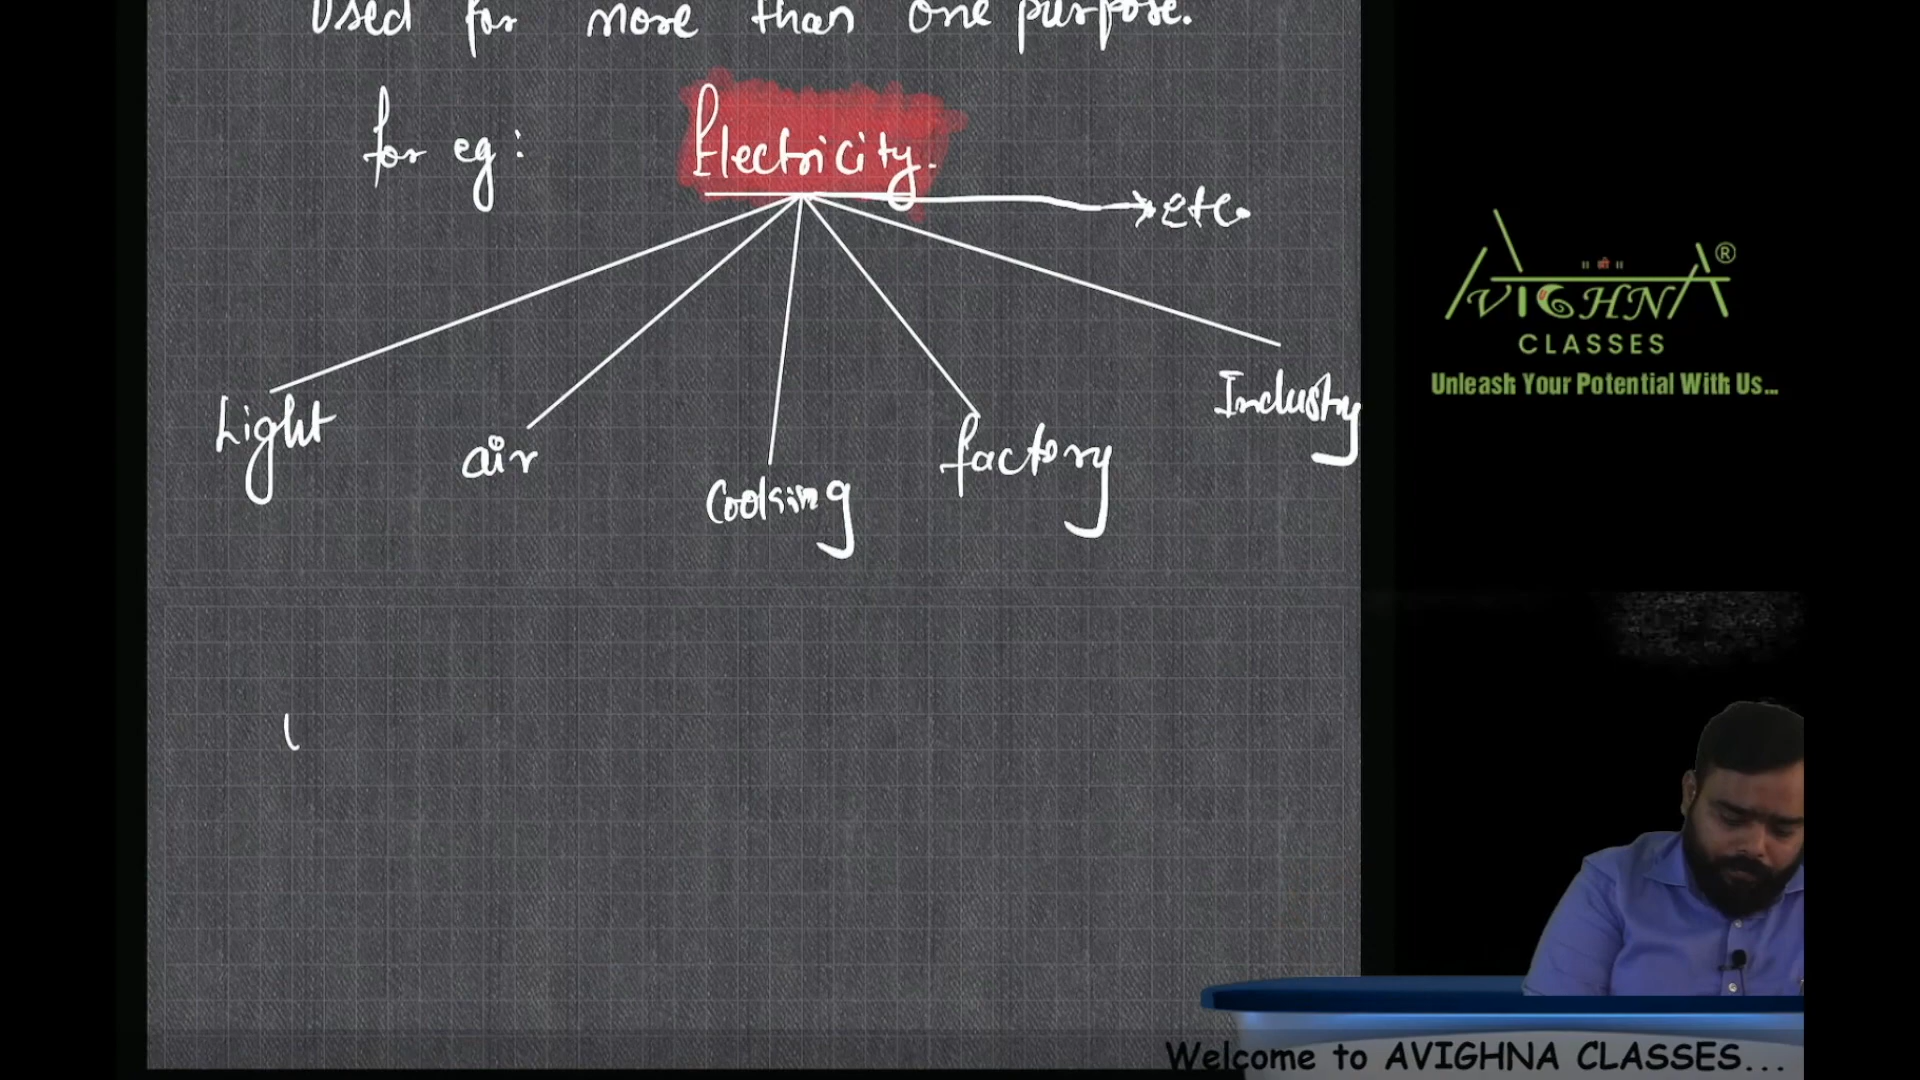 Used for more than one purpose.
for eg: Electricity.
etc.
Light
air
Cooking
factory
Industry
AVIGHNA ®
CLASSES
Unleash Your Potential With Us...
Welcome to AVIGHNA CLASSES...